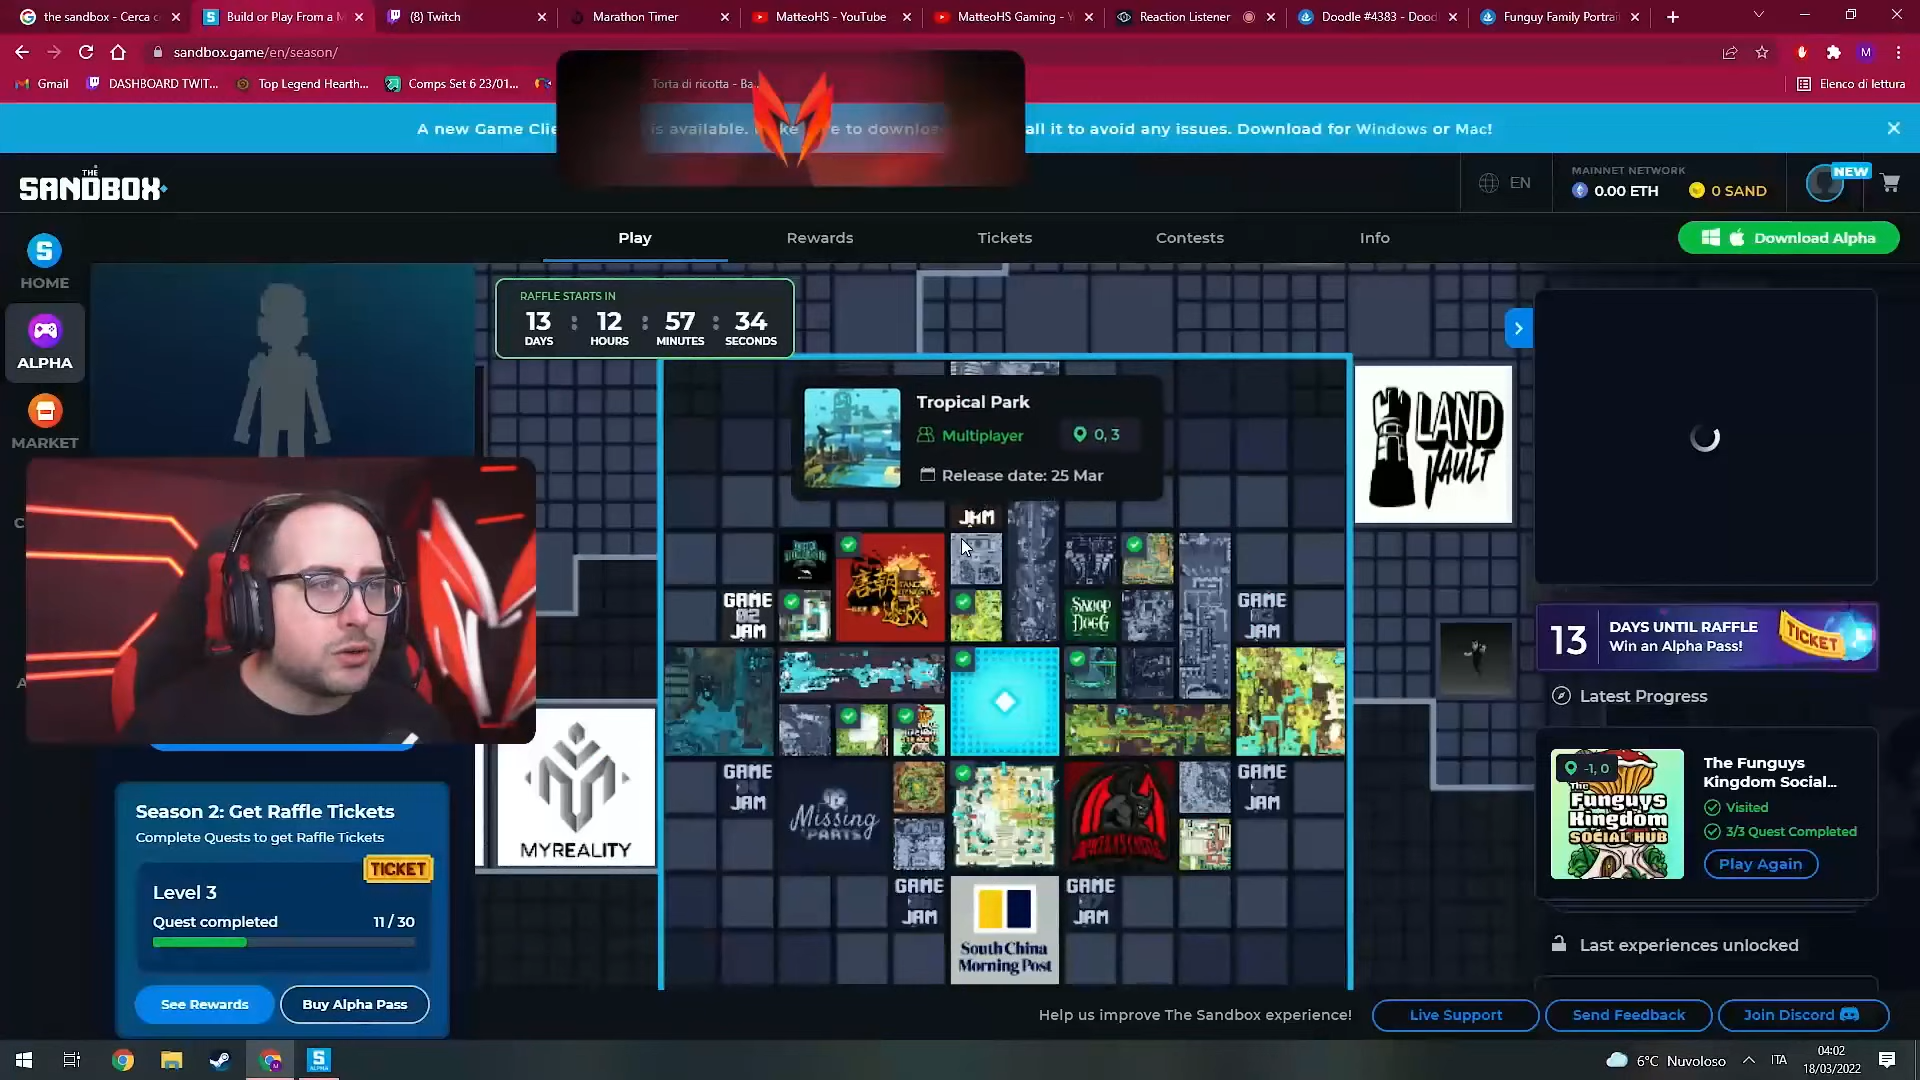 the sandbox - Cerca c
Build or Play From a M
(8) Twitch
Marathon Timer
MatteoHS - YouTube
MatteoHS Gaming - Y
Reaction Listener
Doodle #4383 - Dood
Funguy Family Portrai
sandbox.game/en/season/
M
Gmail
DASHBOARD TWIT...
Top Legend Hearth...
Comps Set 6 23/01...
Torta di ricotta - Ba...
Elenco di lettura
A new Game Clie
is available.
to downloa
all it to avoid any issues. Download for Windows or Mac!
THE
SANDBOX
EN
MAINNET NETWORK
0.00 ETH
0 SAND
NEW
Play
Rewards
Tickets
Contests
Info
Download Alpha
S
HOME
ALPHA
MARKET
RAFFLE STARTS IN
13 : 12 : 57 : 34
DAYS HOURS MINUTES SECONDS
Tropical Park
Multiplayer
0, 3
Release date: 25 Mar
LAND
VAULT
JAM
GAME
02
JAM
SNOOP
DOGG
GAME
JAM
GAME
JAM
MISSING
PARTS
GAME
JAM
MYREALITY
GAME
JAM
GAME
JAM
South China
Morning Post
13
DAYS UNTIL RAFFLE
Win an Alpha Pass!
TICKET
Latest Progress
-1, 0
The
Funguys
Kingdom
SOCIAL HUB
The Funguys
Kingdom Social...
Visited
3/3 Quest Completed
Play Again
Last experiences unlocked
Season 2: Get Raffle Tickets
Complete Quests to get Raffle Tickets
TICKET
Level 3
Quest completed
11 / 30
See Rewards
Buy Alpha Pass
Help us improve The Sandbox experience!
Live Support
Send Feedback
Join Discord
S
ALPHA
6°C Nuvoloso
ITA
04:02
18/03/2022